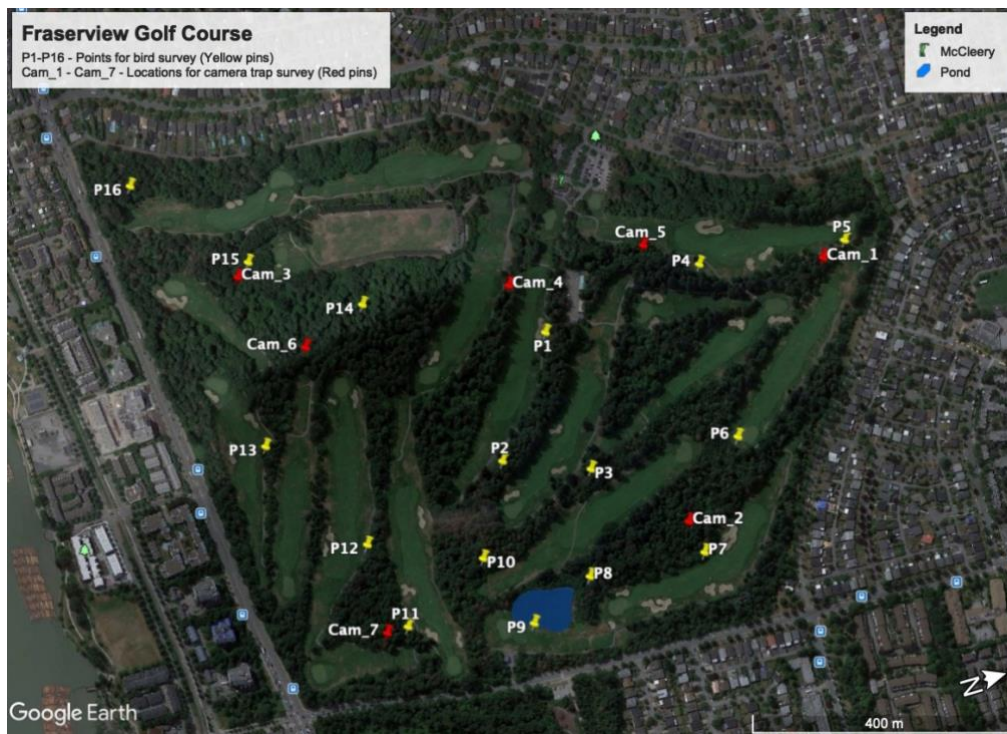 Fraserview Golf Course
P1-P16 - Points for bird survey (Yellow pins)
Cam_1 - Cam_7 - Locations for camera trap survey (Red pins)
Legend
McCleery
Pond
P16
P5
Cam_5
P15
P4
Cam_1
Cam_3
Cam_4
P14
P1
Cam_6
P6
P13
P2
P3
Cam_2
P12
P7
P10
P8
P11
P9
Cam_7
N
Google Earth
400 m